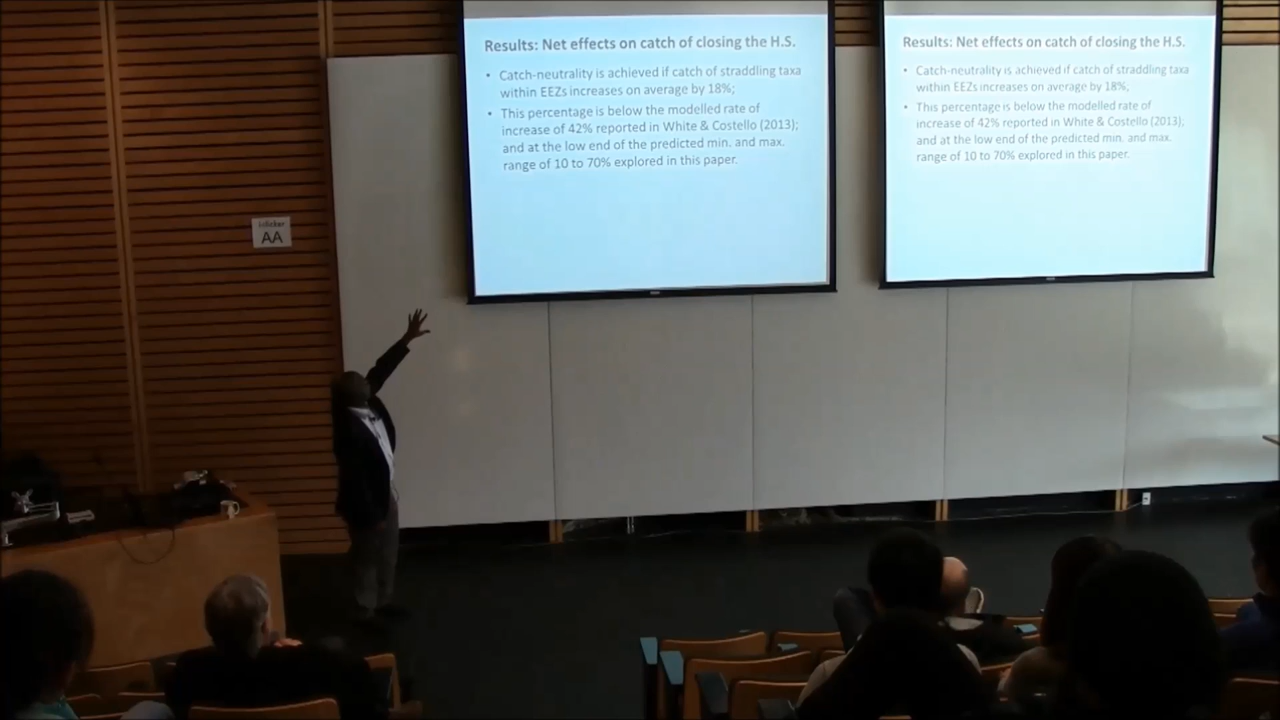 Results: Net effects on catch of closing the H.S.
• Catch-neutrality is achieved if catch of straddling taxa
within EEZs increases on average by 18%;
• This percentage is below the modelled rate of
increase of 42% reported in White & Costello (2013);
and at the low end of the predicted min. and max.
range of 10 to 70% explored in this paper.
Results: Net effects on catch of closing the H.S.
• Catch-neutrality is achieved if catch of straddling taxa
within EEZs increases on average by 18%;
• This percentage is below the modelled rate of
increase of 42% reported in White & Costello (2013);
and at the low end of the predicted min. and max.
range of 10 to 70% explored in this paper.
AA